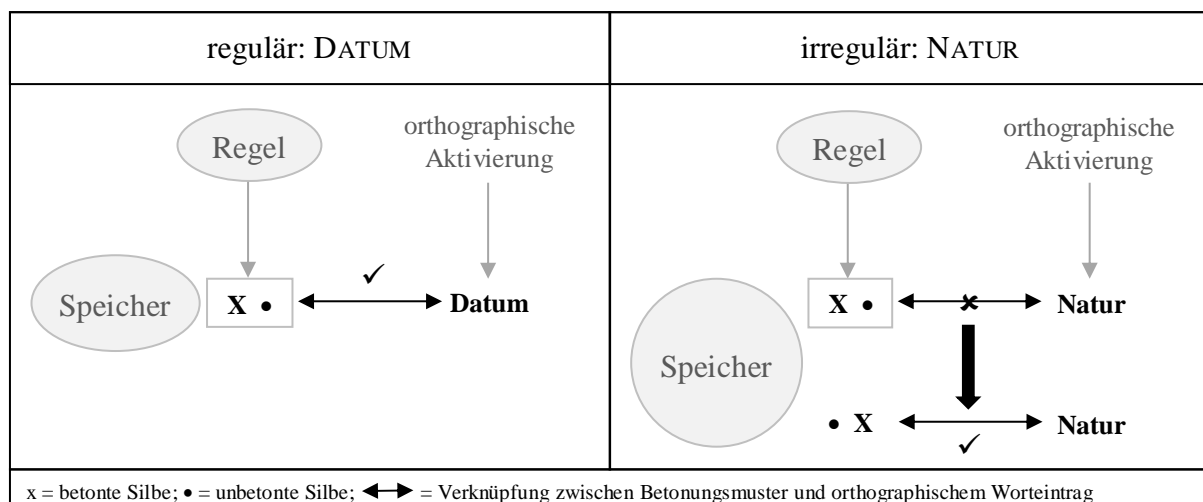 regulär: DATUM
irregulär: NATUR
Regel
orthographische
Aktivierung
Speicher
X •
✓
Datum
Regel
orthographische
Aktivierung
Speicher
X •
✘
Natur
• X
✓
Natur
x = betonte Silbe; • = unbetonte Silbe; ◄─► = Verknüpfung zwischen Betonungsmuster und orthographischem Worteintrag